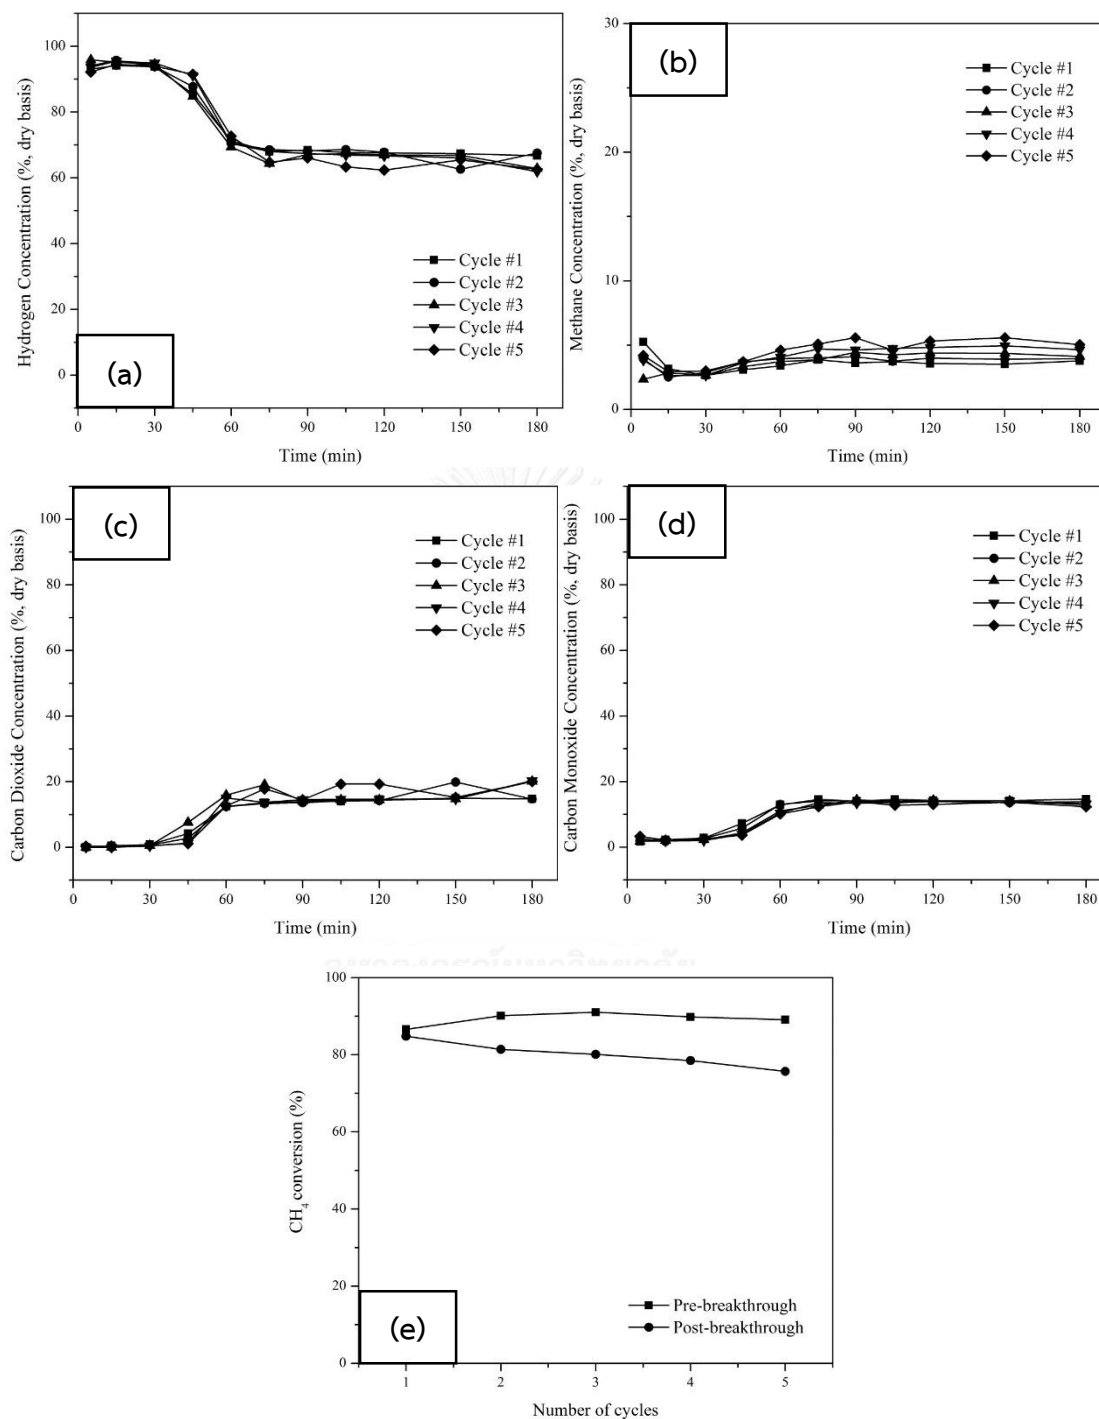 100
80
60
40
20
0
0
30
60
90
120
150
180
Hydrogen Concentration (%, dry basis)
Time (min)
Cycle #1
Cycle #2
Cycle #3
Cycle #4
Cycle #5
(a)
30
20
10
0
0
30
60
90
120
150
180
Methane Concentration (%, dry basis)
Time (min)
Cycle #1
Cycle #2
Cycle #3
Cycle #4
Cycle #5
(b)
100
80
60
40
20
0
0
30
60
90
120
150
180
Carbon Dioxide Concentration (%, dry basis)
Time (min)
Cycle #1
Cycle #2
Cycle #3
Cycle #4
Cycle #5
(c)
100
80
60
40
20
0
0
30
60
90
120
150
180
Carbon Monoxide Concentration (%, dry basis)
Time (min)
Cycle #1
Cycle #2
Cycle #3
Cycle #4
Cycle #5
(d)
100
80
60
40
20
0
1
2
3
4
5
CH4 conversion (%)
Number of cycles
Pre-breakthrough
Post-breakthrough
(e)